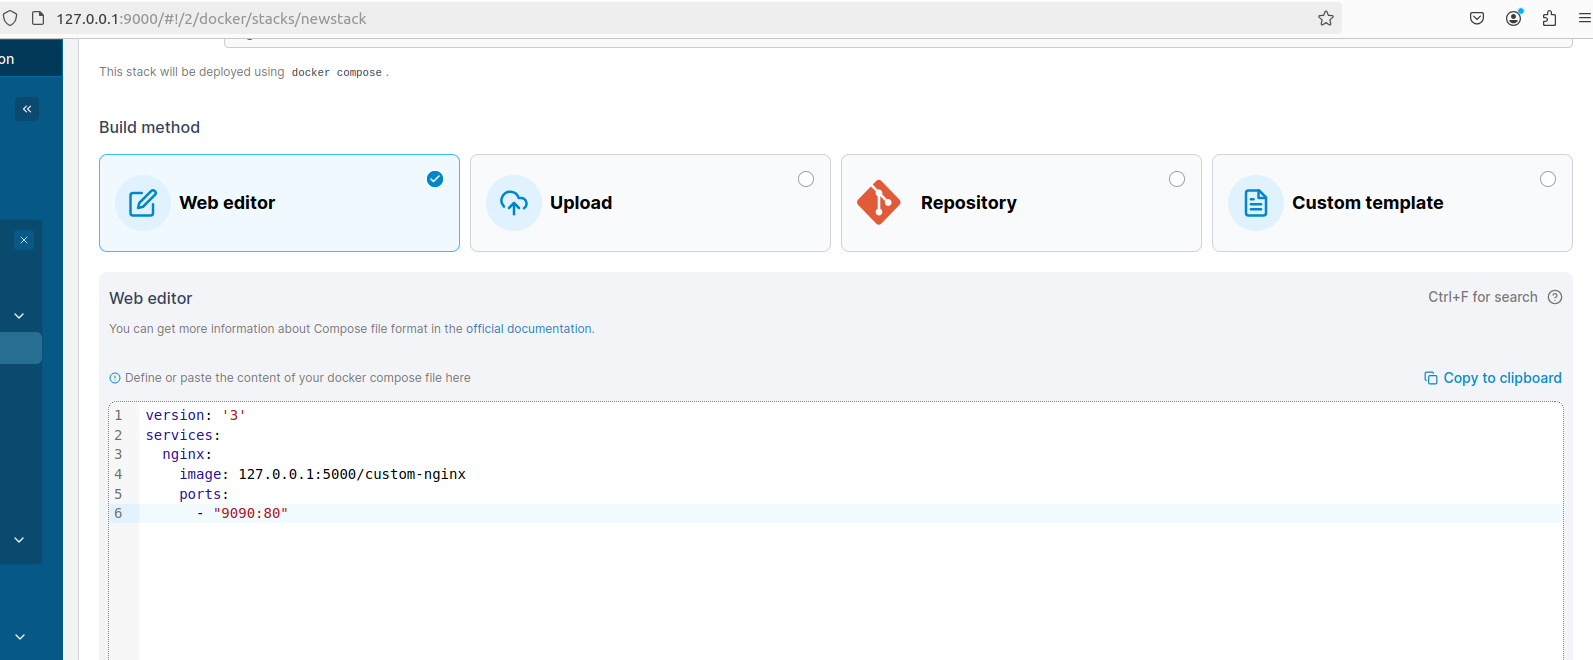 127.0.0.1:9000/#!/2/docker/stacks/newstack
on
This stack will be deployed using docker compose.
Build method
Web editor
Upload
Repository
Custom template
Web editor
Ctrl+F for search
You can get more information about Compose file format in the official documentation.
Define or paste the content of your docker compose file here
Copy to clipboard
1 version: '3'
2 services:
3   nginx:
4     image: 127.0.0.1:5000/custom-nginx
5     ports:
6       - "9090:80"